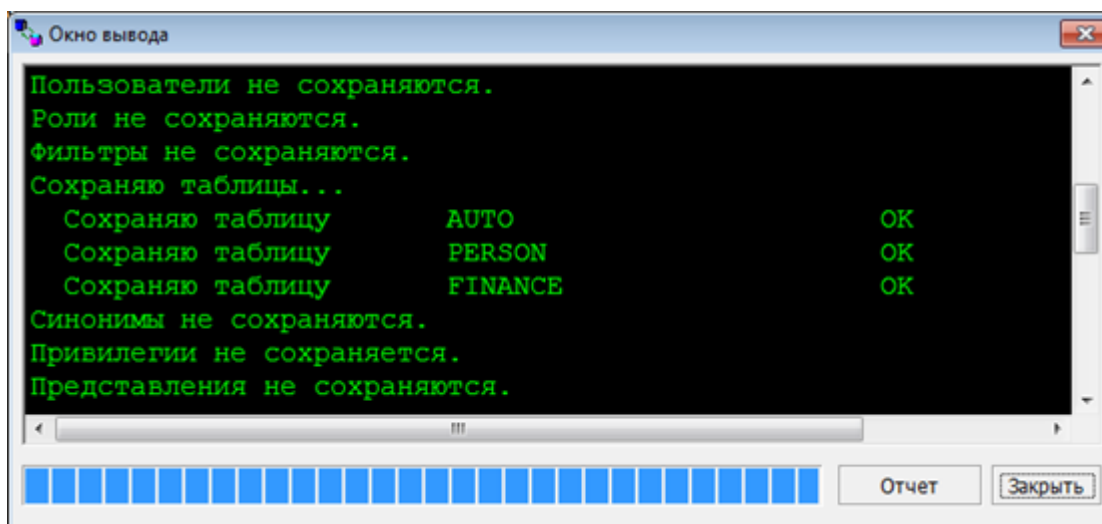 Окно вывода
Пользователи не сохраняются.
Роли не сохраняются.
Фильтры не сохраняются.
Сохраняю таблицы...
Сохраняю таблицу AUTO OK
Сохраняю таблицу PERSON OK
Сохраняю таблицу FINANCE OK
Синонимы не сохраняются.
Привилегии не сохраняется.
Представления не сохраняются.
Отчет Закрыть